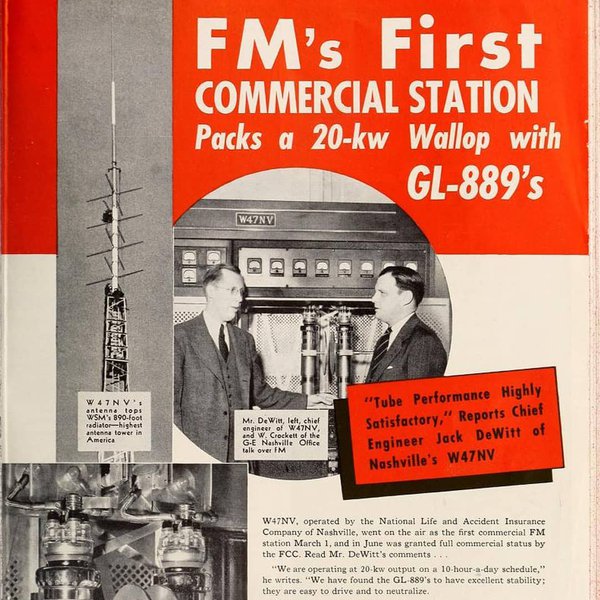 FM's First
COMMERCIAL STATION
Packs a 20-kw Wallop with
GL-889's
W47NV
W47NV's
antenna tops
WSM's 890-foot
radiator—highest
antenna tower in
America
Mr. DeWitt, left, chief
engineer of W47NV,
and W. Crockett of the
G-E Nashville Office
talk over FM
"Tube Performance Highly
Satisfactory," Reports Chief
Engineer Jack DeWitt of
Nashville's W47NV
W47NV, operated by the National Life and Accident Insurance
Company of Nashville, went on the air as the first commercial FM
station March 1, and in June was granted full commercial status by
the FCC. Read Mr. DeWitt's comments . . .
"We are operating at 20-kw output on a 10-hour-a-day schedule,"
he writes. "We have found the GL-889's to have excellent stability;
they are easy to drive and to neutralize.